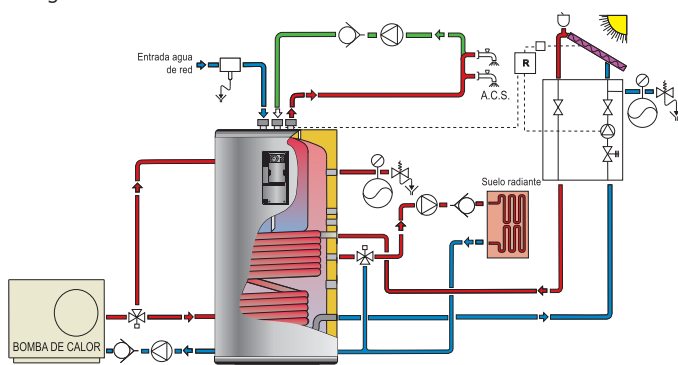 Entrada agua
de red
R
A.C.S.
Suelo radiante
BOMBA DE CALOR